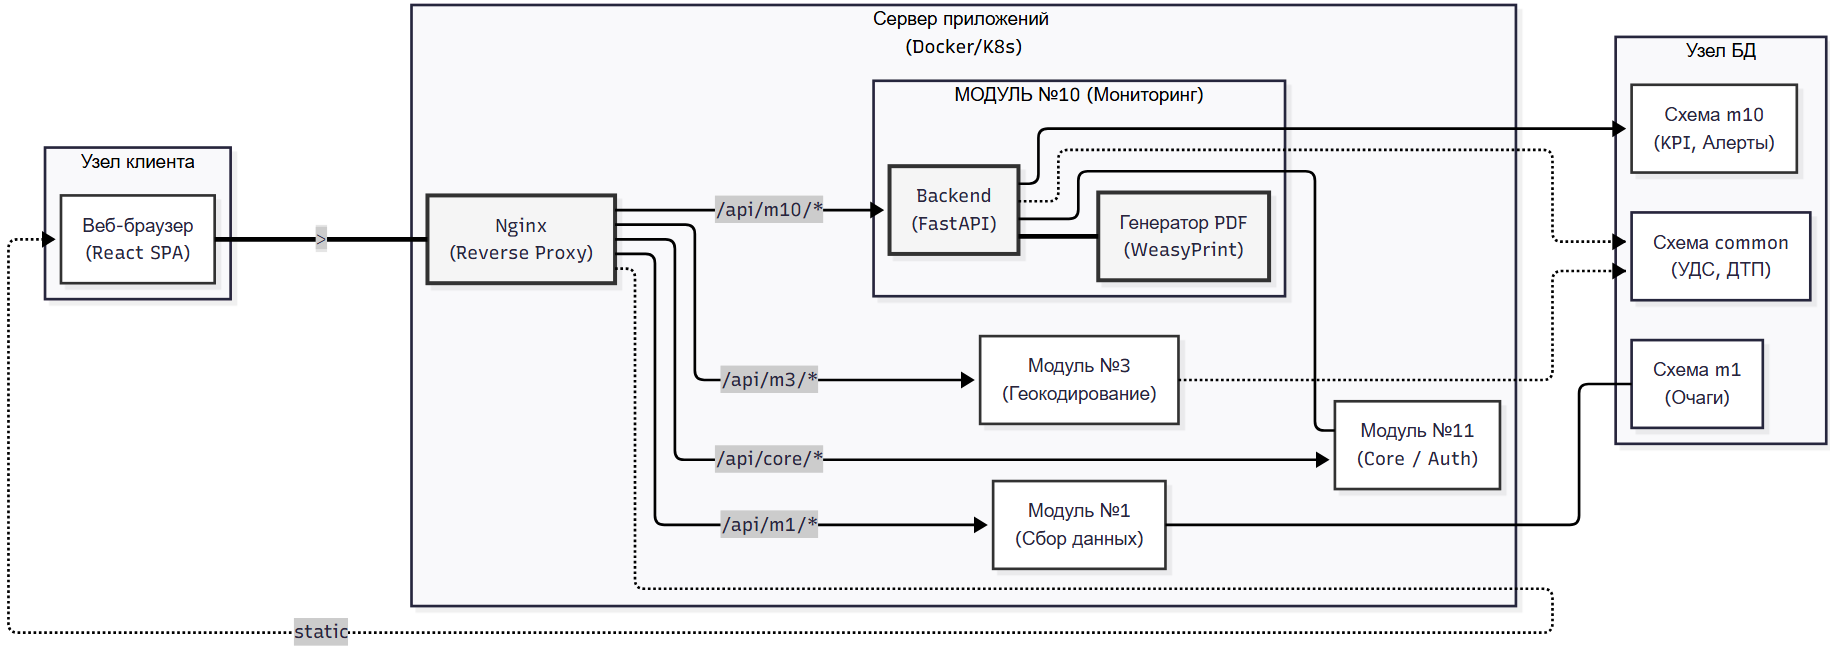 Сервер приложений
(Docker/K8s)
Узел БД
МОДУЛЬ №10 (Мониторинг)
Схема m10
(KPI, Алерты)
Узел клиента
Веб-браузер
(React SPA)
>
Nginx
(Reverse Proxy)
/api/m10/*
Backend
(FastAPI)
Генератор PDF
(WeasyPrint)
Схема common
(УДС, ДТП)
/api/m3/*
Модуль №3
(Геокодирование)
Схема m1
(Очаги)
/api/core/*
Модуль №11
(Core / Auth)
/api/m1/*
Модуль №1
(Сбор данных)
static